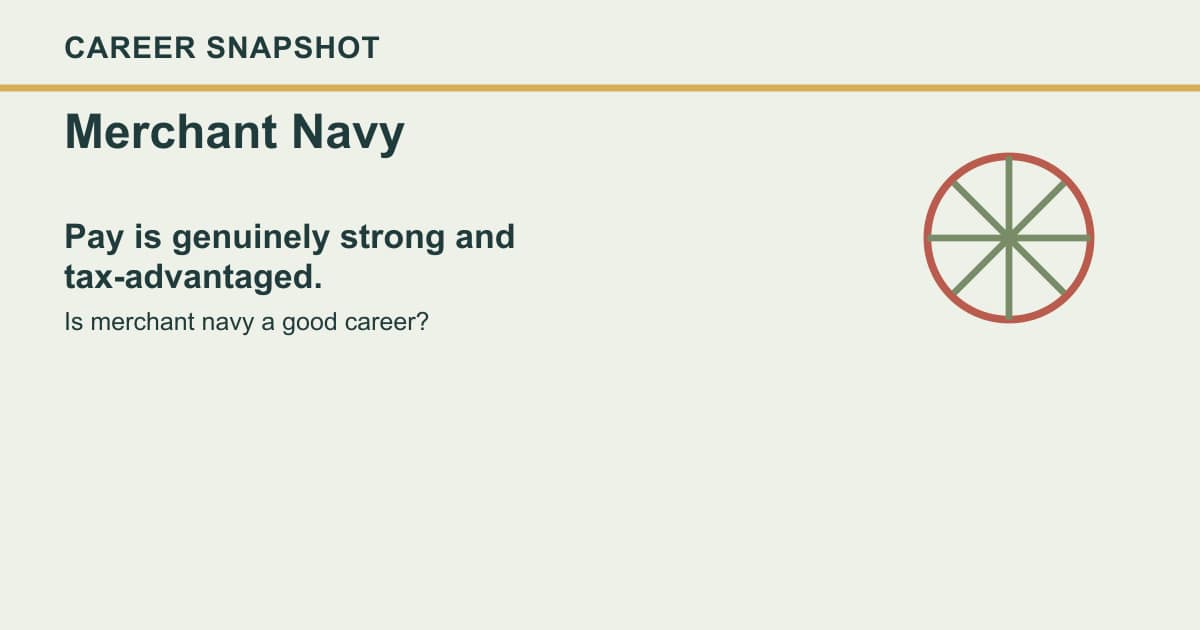 CAREER SNAPSHOT
Merchant Navy
Pay is genuinely strong and
tax-advantaged.
Is merchant navy a good career?